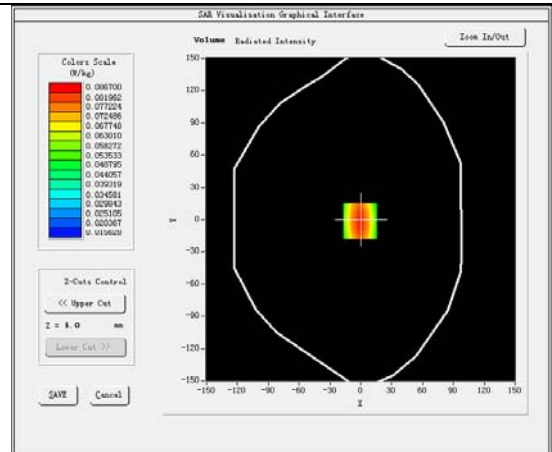 SAR Visualisation Graphical Interface
Volume Radiated Intensity
Zoom In/Out
Colors Scale
(W/kg)
0.086700
0.081962
0.077224
0.072486
0.067748
0.063010
0.058272
0.053533
0.048795
0.044057
0.039319
0.034581
0.029843
0.025105
0.020367
0.015628
150
120
90
60
30
Y 0
-30
-60
-90
-120
-150
-150 -120 -90 -60 -30 0 30 60 90 120 150
X
Z-Cuts Control
<< Upper Cut
Z = 4.0 mm
Lower Cut >>
SAVE Cancel